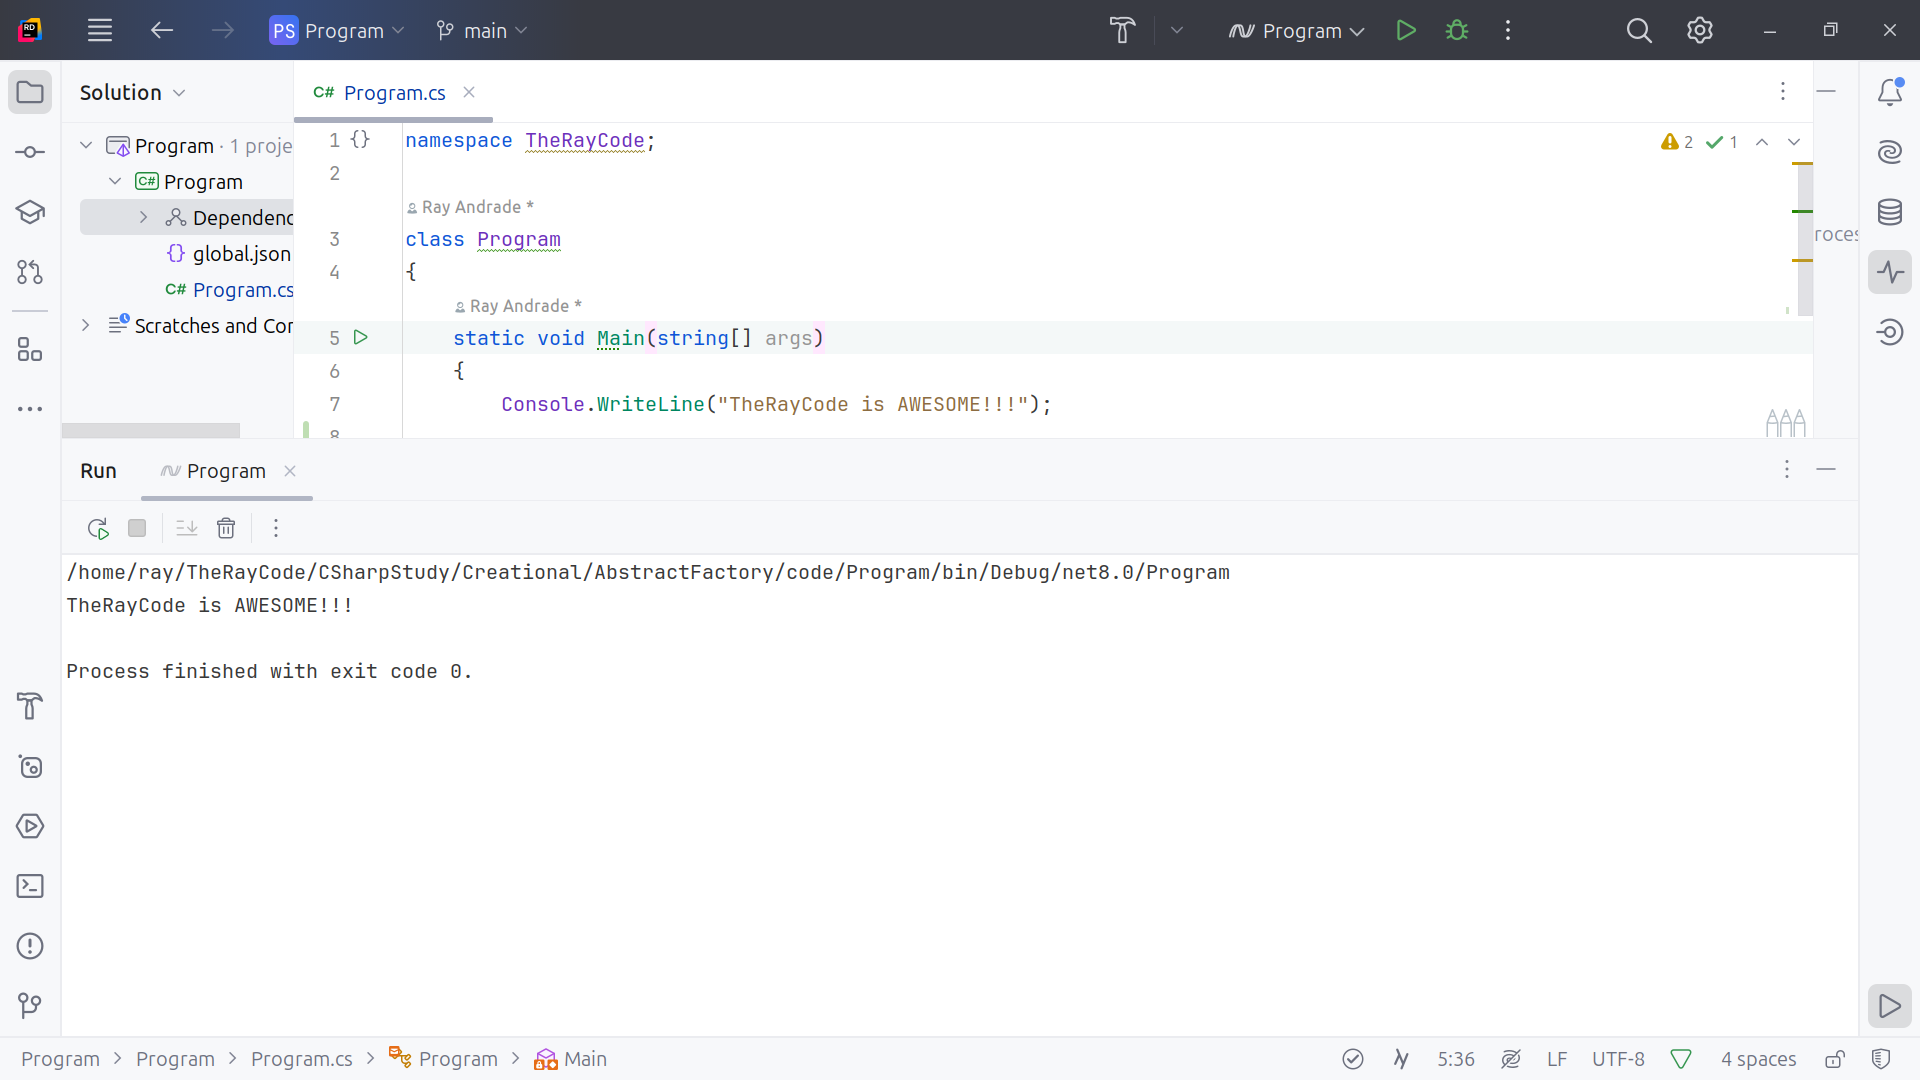 PS Program main Program
Solution
Program.cs
Program · 1 proje
Program
Dependenc
global.json
Program.cs
Scratches and Cor
1 namespace TheRayCode;
2
Ray Andrade *
3 class Program
4 {
Ray Andrade *
5 static void Main(string[] args)
6 {
7 Console.WriteLine("TheRayCode is AWESOME!!!");
8
2 1
roces
Run Program
/home/ray/TheRayCode/CSharpStudy/Creational/AbstractFactory/code/Program/bin/Debug/net8.0/Program
TheRayCode is AWESOME!!!
Process finished with exit code 0.
Program > Program > Program.cs > Program > Main
5:36 LF UTF-8 4 spaces